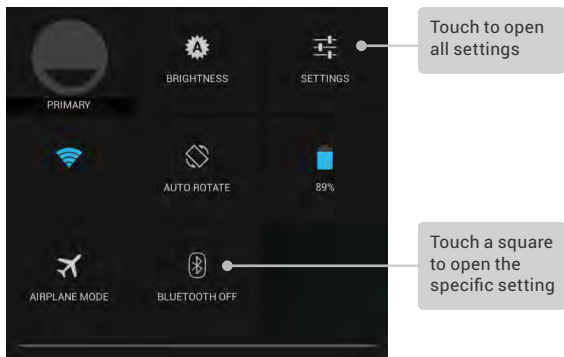 Touch to open
all settings
A
BRIGHTNESS
SETTINGS
PRIMARY
AUTO ROTATE
89%
Touch a square
to open the
specific setting
AIRPLANE MODE
BLUETOOTH OFF